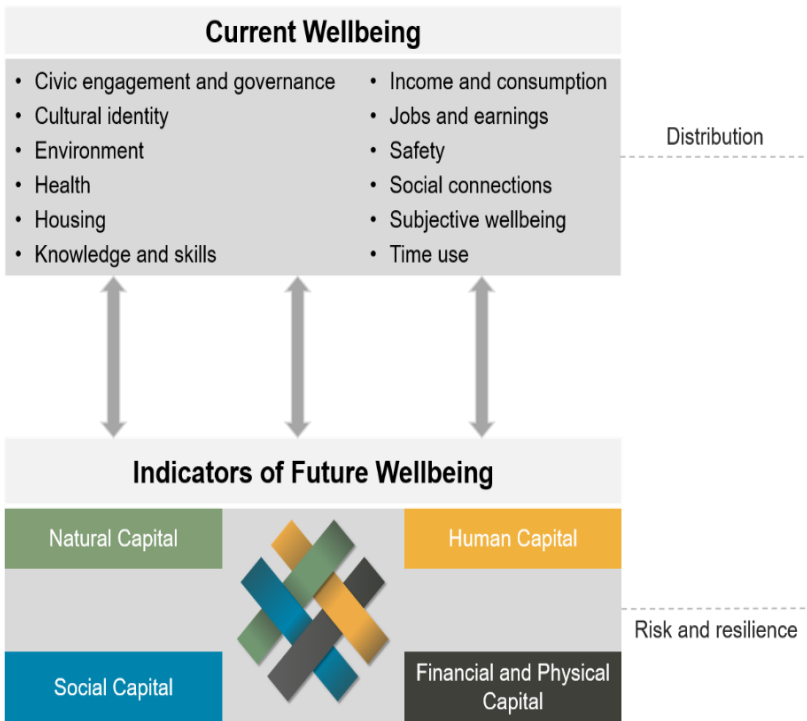 Current Wellbeing
• Civic engagement and governance
• Cultural identity
• Environment
• Health
• Housing
• Knowledge and skills
• Income and consumption
• Jobs and earnings
• Safety
• Social connections
• Subjective wellbeing
• Time use
Distribution
Indicators of Future Wellbeing
Natural Capital
Human Capital
Social Capital
Financial and Physical
Capital
Risk and resilience